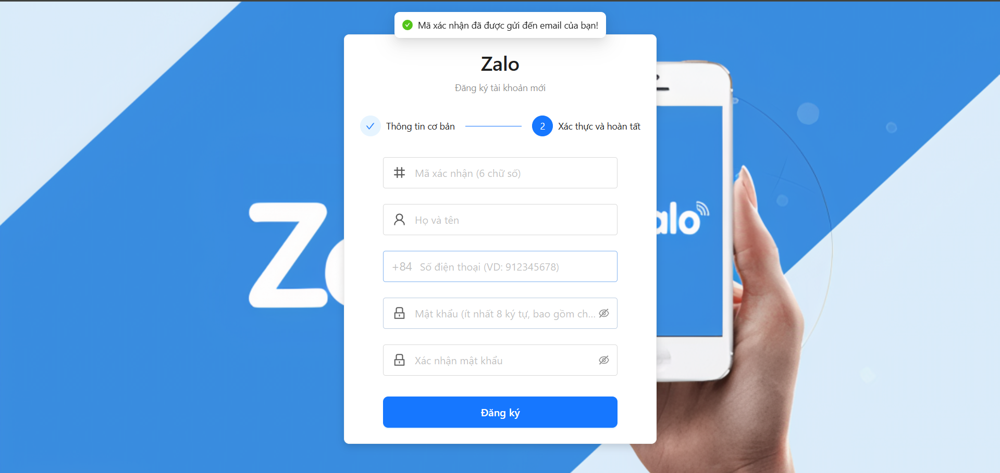 Mã xác nhận đã được gửi đến email của bạn!
Zalo
Đăng ký tài khoản mới
Thông tin cơ bản
2 Xác thực và hoàn tất
Mã xác nhận (6 chữ số)
Họ và tên
+84 Số điện thoại (VD: 912345678)
Mật khẩu (ít nhất 8 ký tự, bao gồm ch...
Xác nhận mật khẩu
Đăng ký
Z
alo